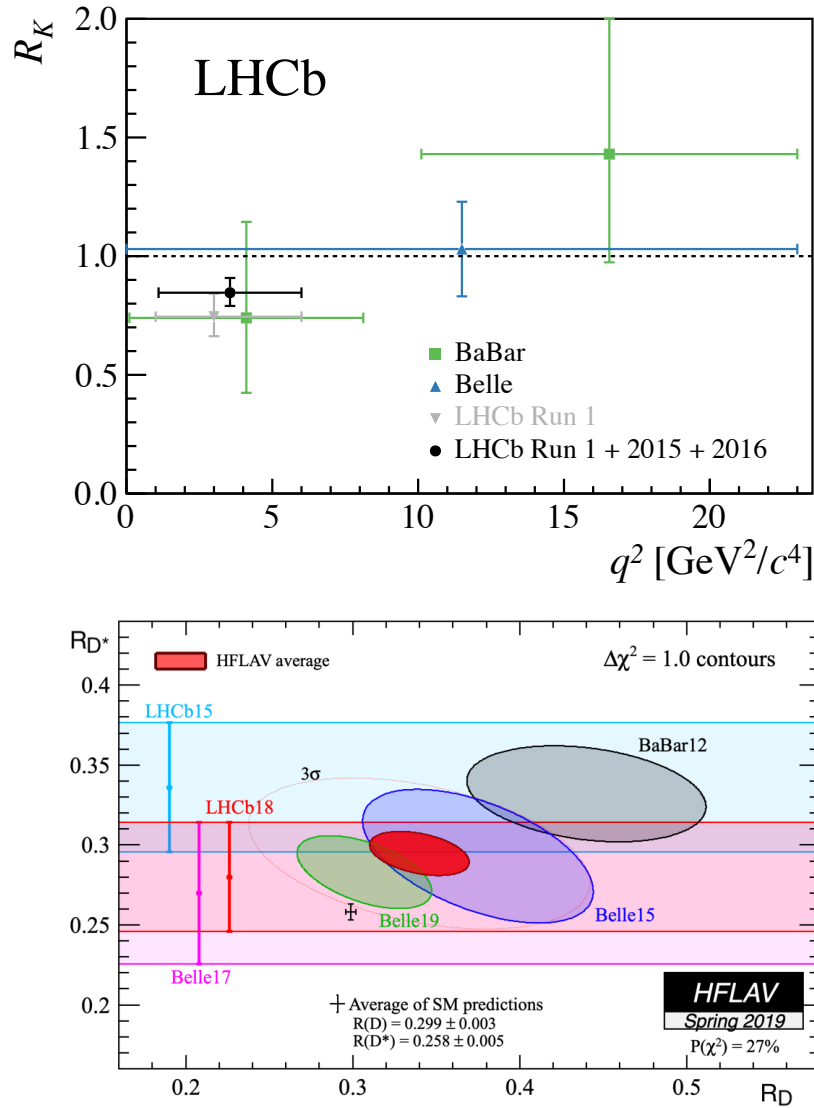 R_K
2.0
LHCb
1.5
1.0
BaBar
Belle
0.5
LHCb Run 1
LHCb Run 1 + 2015 + 2016
0.0
0 5 10 15 20
q² [GeV²/c⁴]
R_D*
HFLAV average
Δχ² = 1.0 contours
0.4
LHCb15
BaBar12
0.35
3σ
LHCb18
0.3
0.25
Belle19
Belle15
Belle17
HFLAV
0.2
Average of SM predictions
Spring 2019
R(D) = 0.299 ± 0.003
R(D*) = 0.258 ± 0.005
P(χ²) = 27%
0.2 0.3 0.4 0.5
R_D